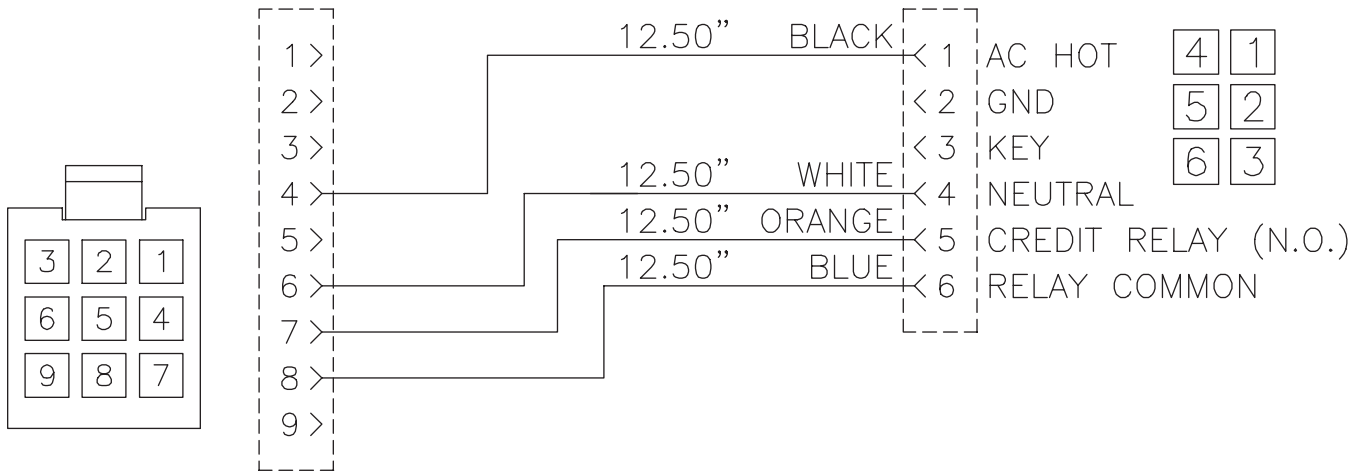 3 2 1
6 5 4
9 8 7
1
2
3
4
5
6
7
8
9
12.50” BLACK
12.50” WHITE
12.50” ORANGE
12.50” BLUE
1 AC HOT
2 GND
3 KEY
4 NEUTRAL
5 CREDIT RELAY (N.O.)
6 RELAY COMMON
4 1
5 2
6 3